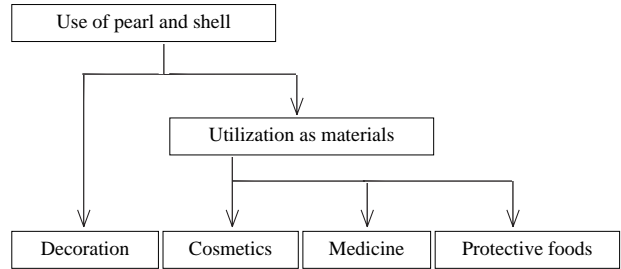 Use of pearl and shell
Utilization as materials
Decoration
Cosmetics
Medicine
Protective foods